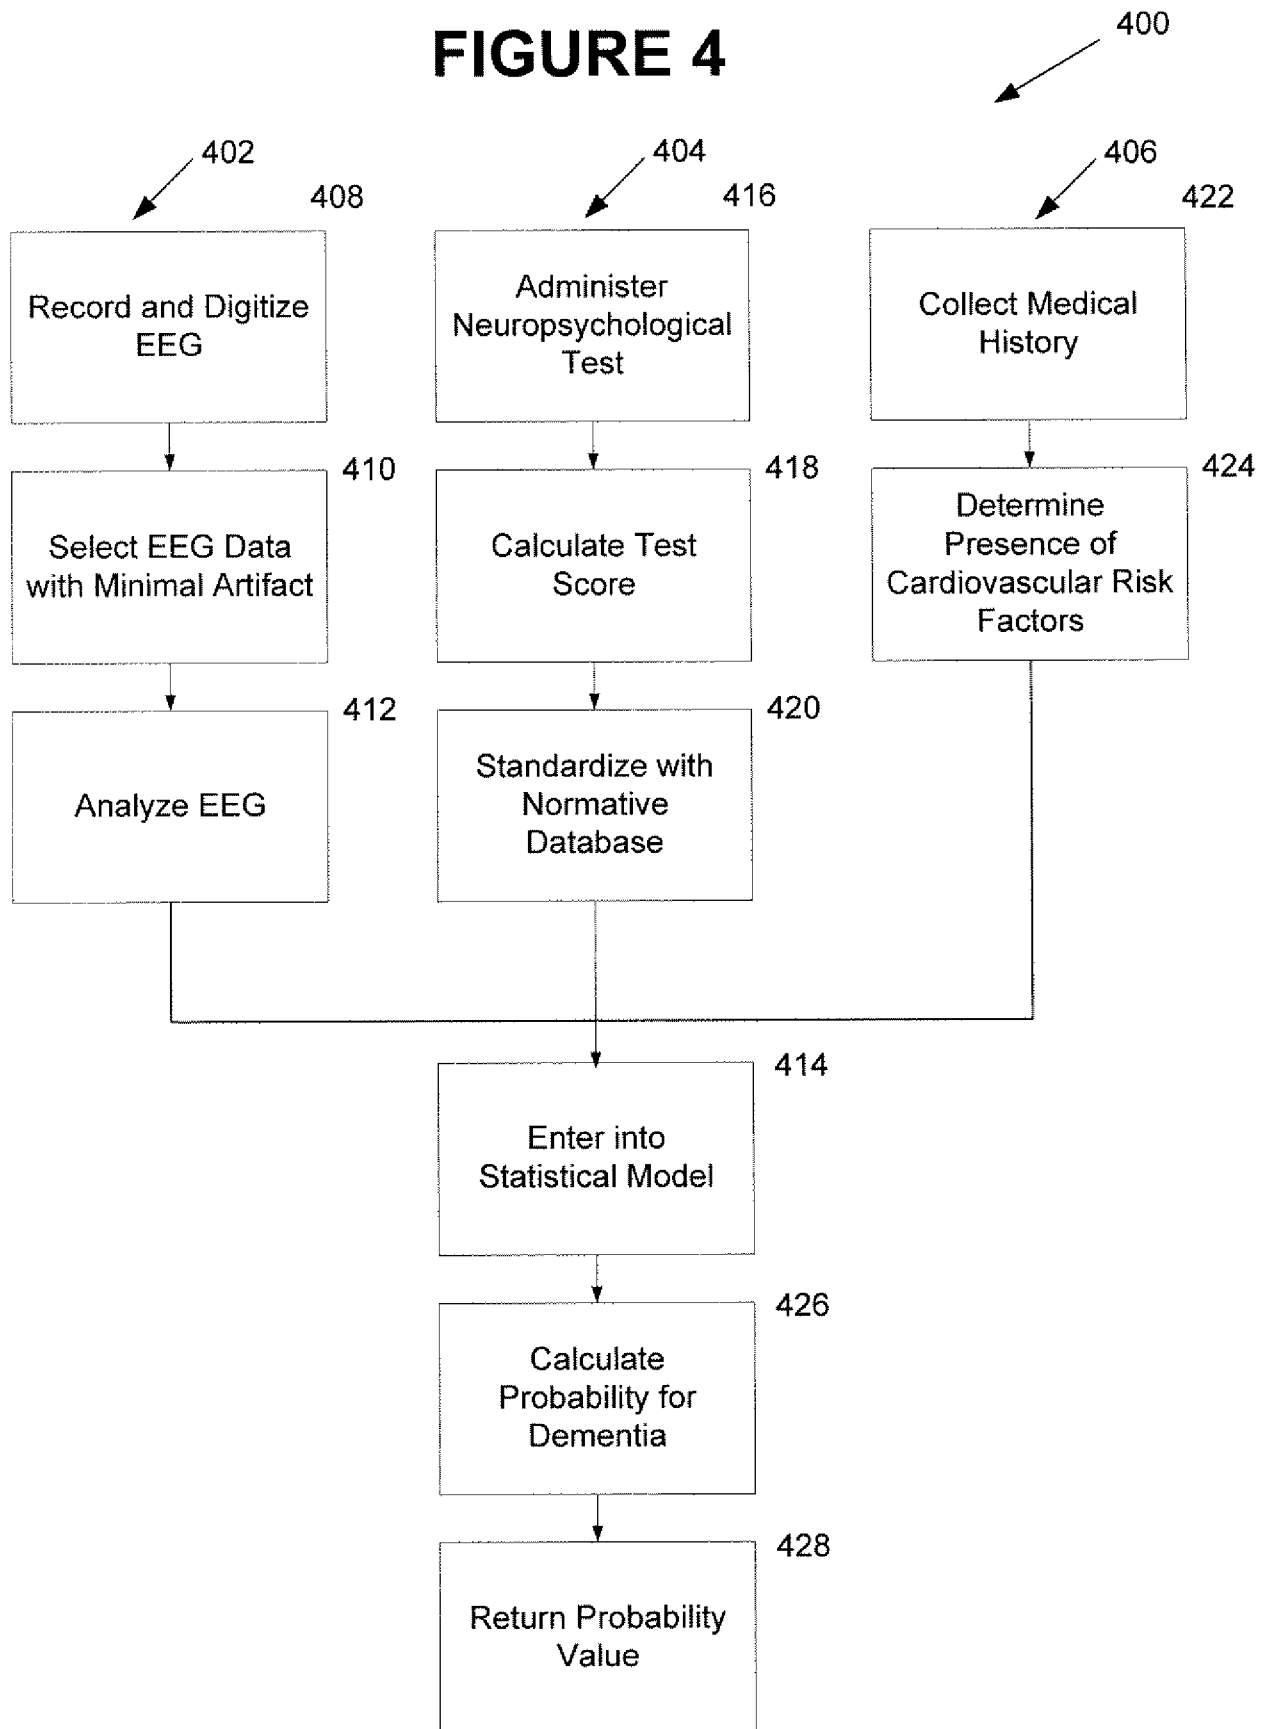 FIGURE 4
400
402
404
406
408
416
422
Record and Digitize
EEG
Administer
Neuropsychological
Test
Collect Medical
History
410
418
424
Select EEG Data
with Minimal Artifact
Calculate Test
Score
Determine
Presence of
Cardiovascular Risk
Factors
412
420
Analyze EEG
Standardize with
Normative
Database
414
Enter into
Statistical Model
426
Calculate
Probability for
Dementia
428
Return Probability
Value